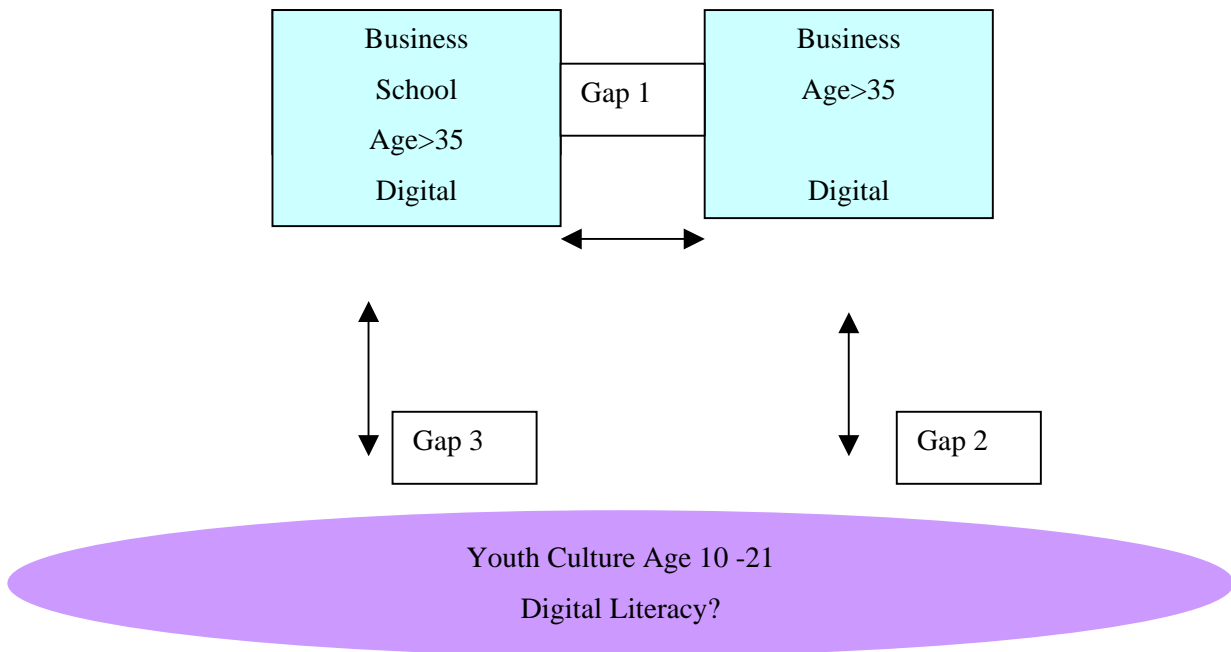 Business
School
Age>35
Digital
Gap 1
Business
Age>35
Digital
Gap 3
Gap 2
Youth Culture Age 10 -21
Digital Literacy?